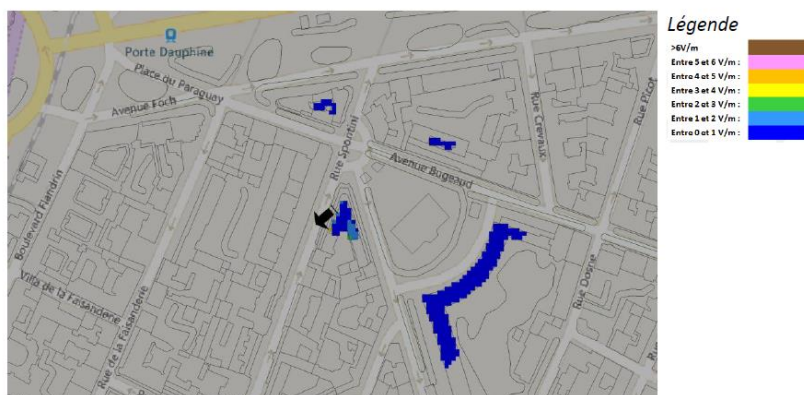 Légende
>6V/m
Entre 5 et 6 V/m :
Entre 4 et 5 V/m :
Entre 3 et 4 V/m :
Entre 2 et 3 V/m :
Entre 1 et 2 V/m :
Entre 0 et 1 V/m :
Porte Dauphine
Place du Paraguay
Avenue Foch
Rue Spontini
Avenue Bugeaud
Rue Crevaux
Rue Picot
Boulevard Flandrin
Villa de la Faisanderie
Rue de la Faisanderie
Rue Dosne